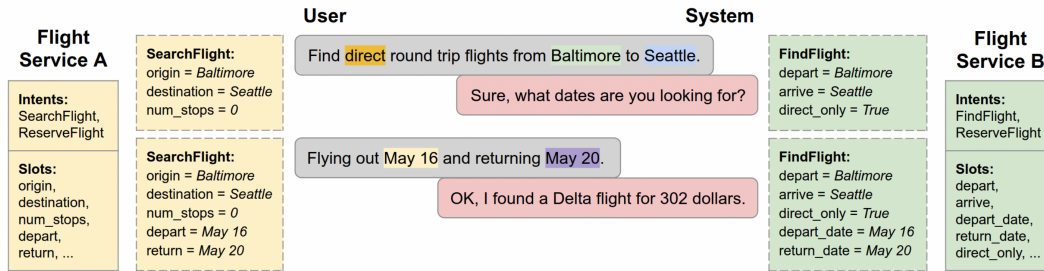 User
System
Flight
Service A
Intents:
SearchFlight,
ReserveFlight
Slots:
origin,
destination,
num_stops,
depart,
return, ...
SearchFlight:
origin = Baltimore
destination = Seattle
num_stops = 0
SearchFlight:
origin = Baltimore
destination = Seattle
num_stops = 0
depart = May 16
return = May 20
Find direct round trip flights from Baltimore to Seattle.
Sure, what dates are you looking for?
Flying out May 16 and returning May 20.
OK, I found a Delta flight for 302 dollars.
FindFlight:
depart = Baltimore
arrive = Seattle
direct_only = True
FindFlight:
depart = Baltimore
arrive = Seattle
direct_only = True
depart_date = May 16
return_date = May 20
Flight
Service B
Intents:
FindFlight,
ReserveFlight
Slots:
depart,
arrive,
depart_date,
return_date,
direct_only, ...